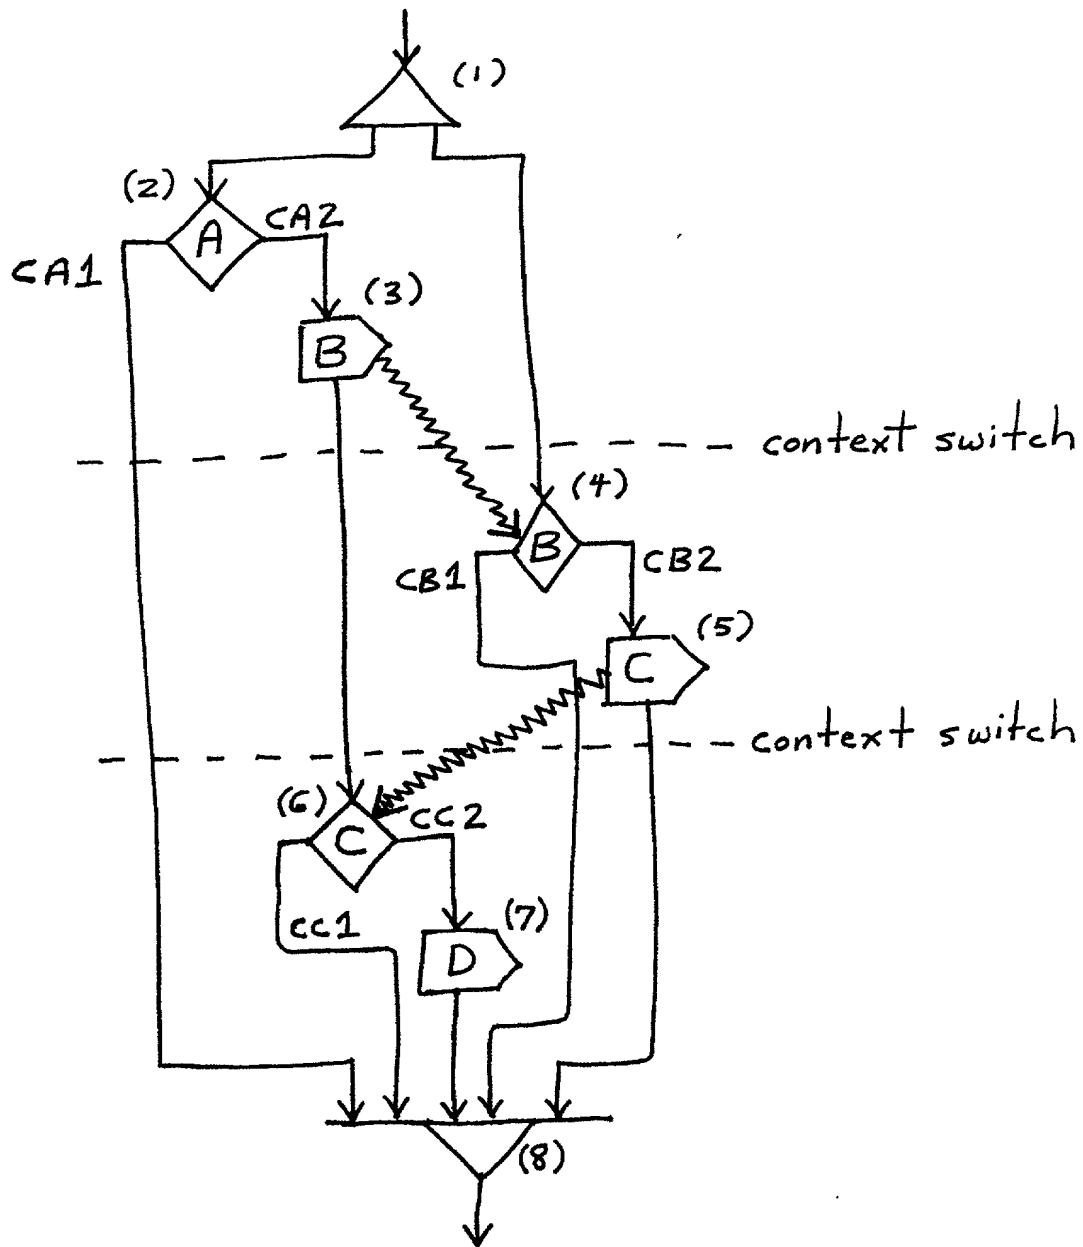 (1)
(2)
A
CA2
CA1
(3)
B
context switch
(4)
B
CB1
CB2
(5)
C
context switch
(6)
CC2
C
CC1
(7)
D
(8)